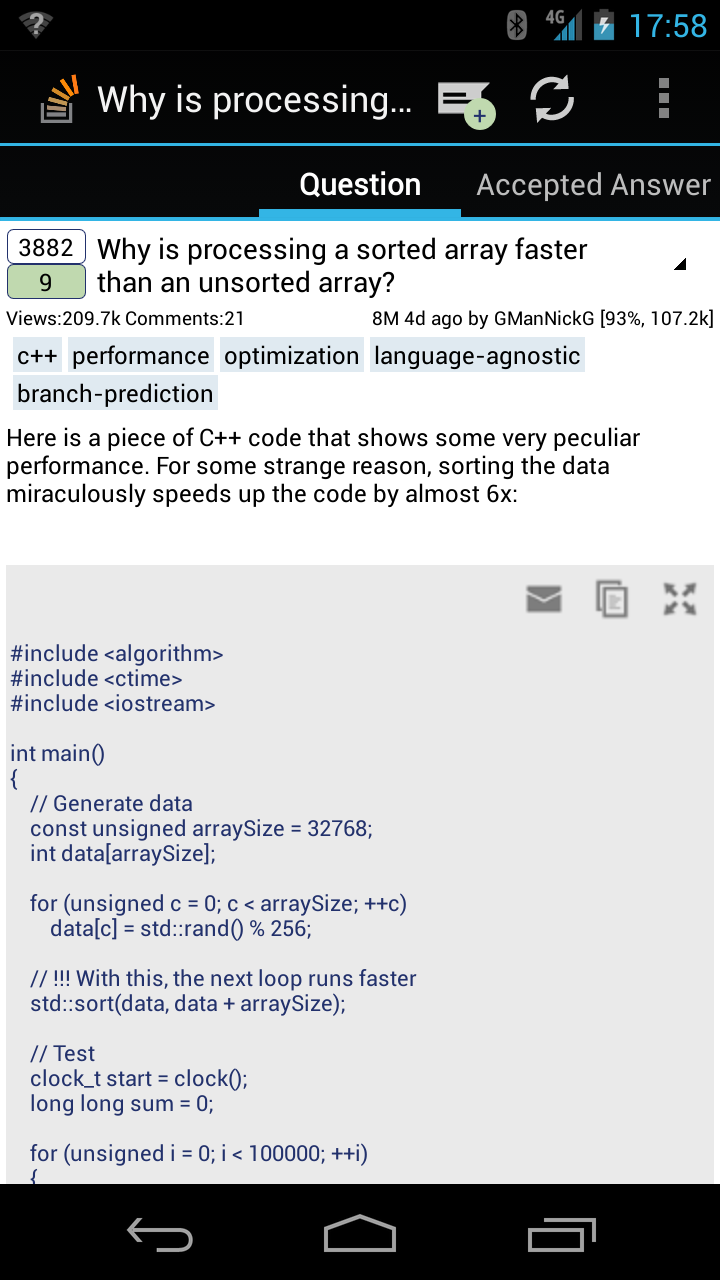 ?
4G 17:58
Why is processing... +
Question Accepted Answer
3882
9
Why is processing a sorted array faster
than an unsorted array?
Views:209.7k Comments:21 8M 4d ago by GManNickG [93%, 107.2k]
c++ performance optimization language-agnostic
branch-prediction
Here is a piece of C++ code that shows some very peculiar
performance. For some strange reason, sorting the data
miraculously speeds up the code by almost 6x:
#include <algorithm>
#include <ctime>
#include <iostream>
int main()
{
// Generate data
const unsigned arraySize = 32768;
int data[arraySize];
for (unsigned c = 0; c < arraySize; ++c)
data[c] = std::rand() % 256;
// !!! With this, the next loop runs faster
std::sort(data, data + arraySize);
// Test
clock_t start = clock();
long long sum = 0;
for (unsigned i = 0; i < 100000; ++i)
{